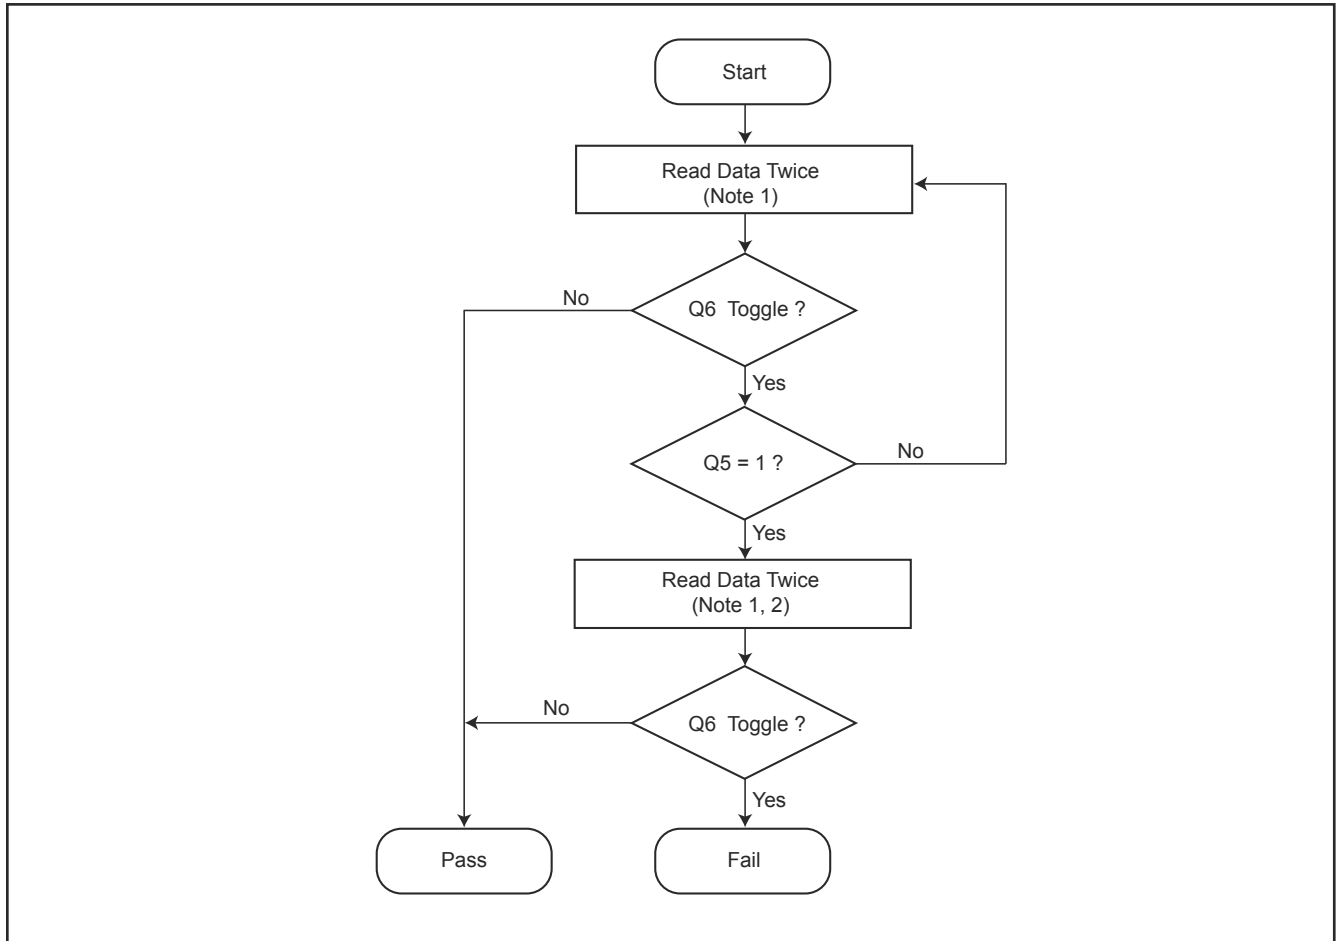 Start
Read Data Twice
(Note 1)
No
Q6 Toggle ?
Yes
Q5 = 1 ?
No
Yes
Read Data Twice
(Note 1, 2)
No
Q6 Toggle ?
Yes
Pass
Fail